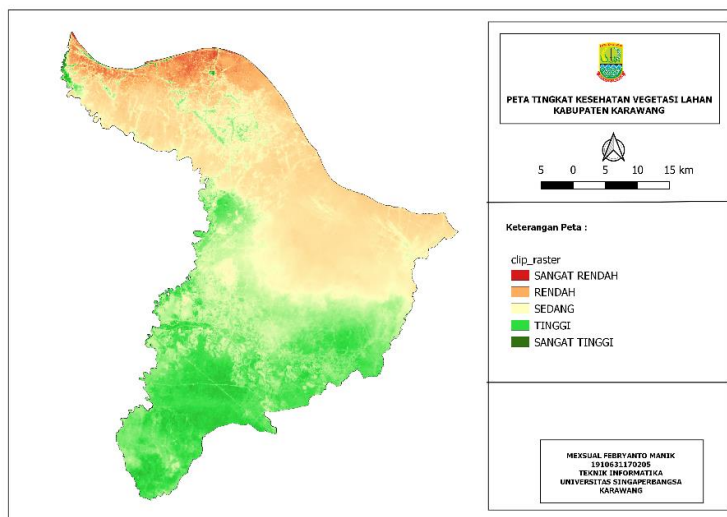 PETA TINGKAT KESEHATAN VEGETASI LAHAN
KABUPATEN KARAWANG
5 0 5 10 15 km
Keterangan Peta :
clip_raster
SANGAT RENDAH
RENDAH
SEDANG
TINGGI
SANGAT TINGGI
MEXSUAL FEBRYANTO MANIK
1910631170205
TEKNIK INFORMATIKA
UNIVERSITAS SINGAPERBANGSA
KARAWANG